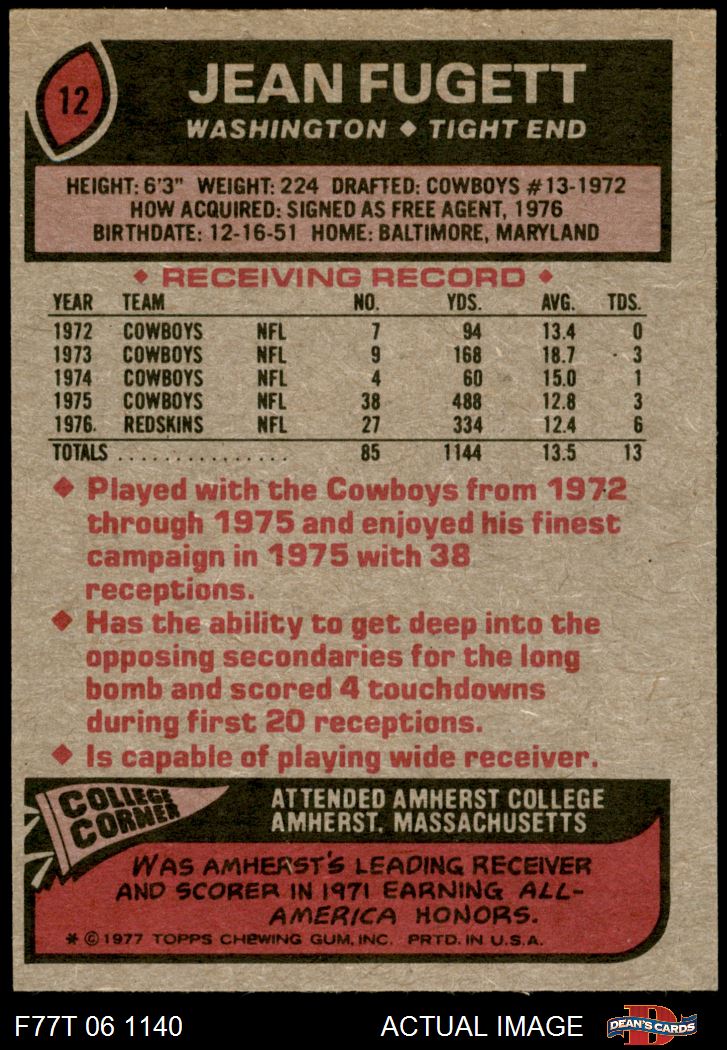 12
JEAN FUGETT
WASHINGTON ◆ TIGHT END
HEIGHT: 6'3" WEIGHT: 224 DRAFTED: COWBOYS #13-1972
HOW ACQUIRED: SIGNED AS FREE AGENT, 1976
BIRTHDATE: 12-16-51 HOME: BALTIMORE, MARYLAND
◆ RECEIVING RECORD ◆
YEAR TEAM NO. YDS. AVG. TDS.
1972 COWBOYS NFL 7 94 13.4 0
1973 COWBOYS NFL 9 168 18.7 3
1974 COWBOYS NFL 4 60 15.0 1
1975 COWBOYS NFL 38 488 12.8 3
1976. REDSKINS NFL 27 334 12.4 6
TOTALS ............... 85 1144 13.5 13
◆ Played with the Cowboys from 1972
through 1975 and enjoyed his finest
campaign in 1975 with 38
receptions.
◆ Has the ability to get deep into the
opposing secondaries for the long
bomb and scored 4 touchdowns
during first 20 receptions.
◆ Is capable of playing wide receiver.
COLLEGE
CORNER
ATTENDED AMHERST COLLEGE
AMHERST, MASSACHUSETTS
WAS AMHERST'S LEADING RECEIVER
AND SCORER IN 1971 EARNING ALL-
AMERICA HONORS.
* © 1977 TOPPS CHEWING GUM, INC. PRTD. IN U.S.A.
F77T 06 1140
ACTUAL IMAGE
D
DEAN'S CARDS